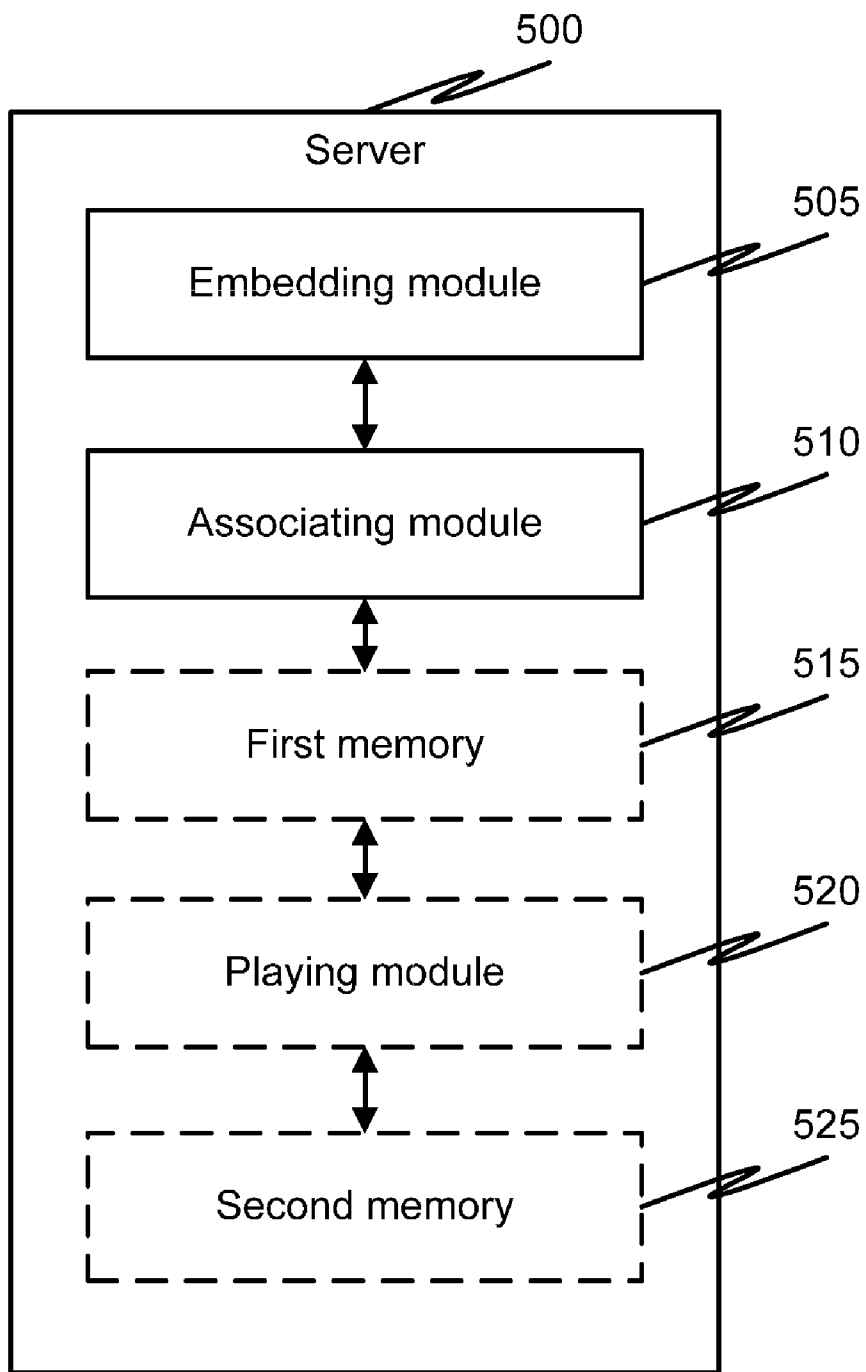 500
Server
505
Embedding module
510
Associating module
515
First memory
520
Playing module
525
Second memory